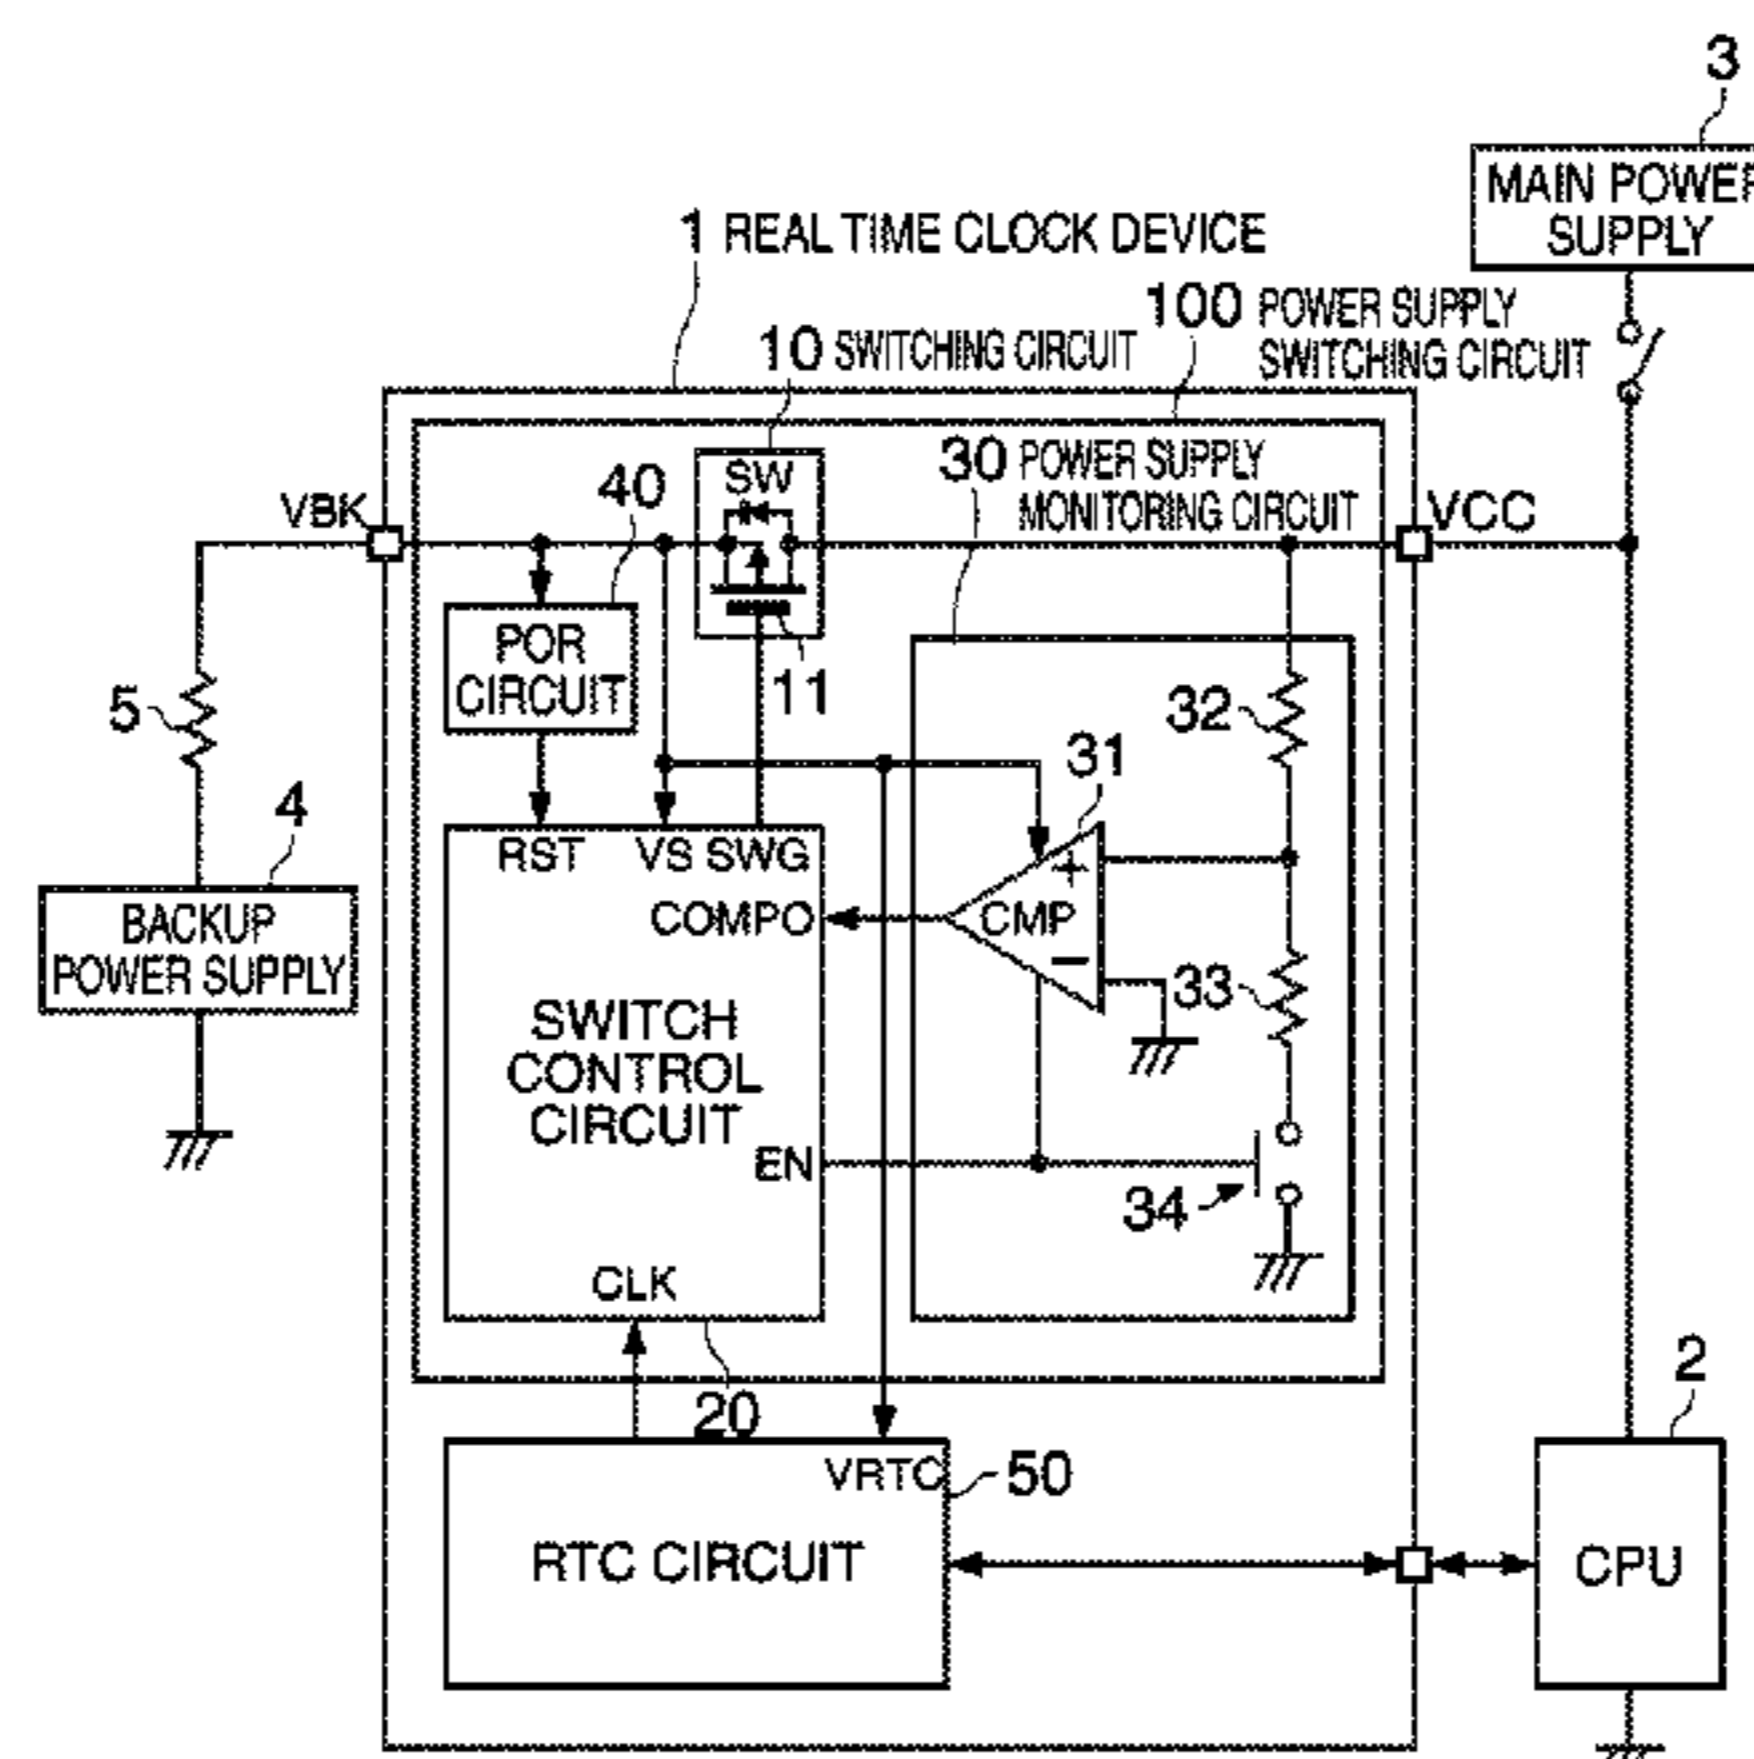 3
MAIN POWER
SUPPLY
1 REAL TIME CLOCK DEVICE
100 POWER SUPPLY
SWITCHING CIRCUIT
10 SWITCHING CIRCUIT
30 POWER SUPPLY
MONITORING CIRCUIT
SW
40
VBK
VCC
POR
CIRCUIT
11
5
32
31
4
RST VS SWG
+
COMPO
CMP
−
BACKUP
POWER SUPPLY
33
SWITCH
CONTROL
CIRCUIT
EN
34
CLK
20
2
VRTC
50
RTC CIRCUIT
CPU